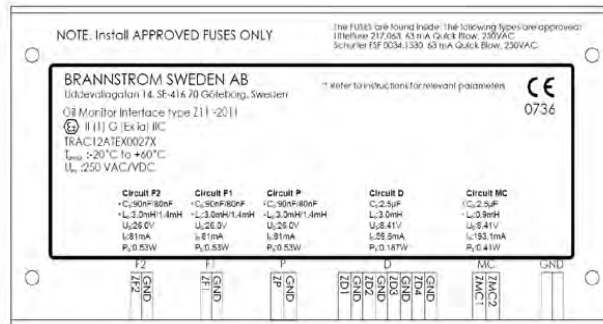 NOTE. Install APPROVED FUSES ONLY
The FUSES are found inside. The following types are approved:
Littelfuse 217.063, 63 mA Quick Blow, 250VAC
Schurter FSF 0034.1530, 63 mA Quick Blow, 250VAC.
BRANNSTROM SWEDEN AB
Uddevallagatan 14, SE-416 70 Göteborg, Sweden
Oil Monitor Interface type Z11 -2011
II (1) G [Ex ia] IIC
TRAC12ATEX0027X
Tamb :-20°C to +60°C
Um :250 VAC/VDC
** Refer to instructions for relevant parameters
CE
0736
Circuit F2
*C₀:90nF/80nF
*L₀:3.0mH/1.4mH
U₀:26.0V
I₀:81mA
P₀:0.53W
Circuit F1
*C₀:90nF/80nF
*L₀:3.0mH/1.4mH
U₀:26.0V
I₀:81mA
P₀:0.53W
Circuit P
*C₀:90nF/80nF
*L₀:3.0mH/1.4mH
U₀:26.0V
I₀:81mA
P₀:0.53W
Circuit D
C₀:2.5µF
L₀:3.0mH
U₀:8.41V
P₀:0.187W
Circuit MC
C₀:2.5µF
L₀:0.9mH
U₀:8.41V
I₀:193.1mA
P₀:0.41W
F2 F1 P D MC GND
ZF2 GND ZF1 GND ZP GND ZD1 GND ZD2 GND GND ZD3 GND ZD4 ZMC1 ZMC2